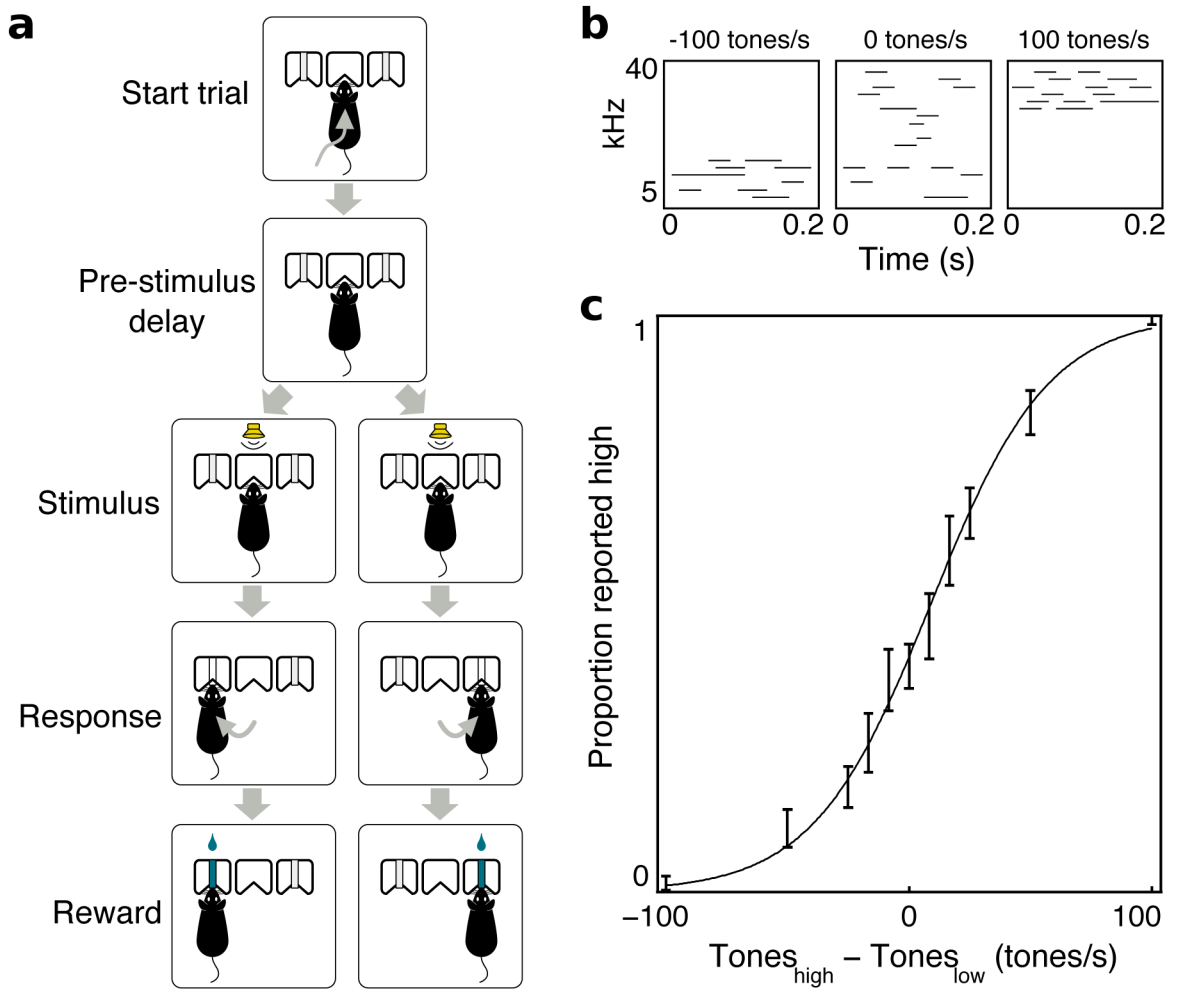 a
Start trial
Pre-stimulus
delay
Stimulus
Response
Reward
b
-100 tones/s
0 tones/s
100 tones/s
40
kHz
5
0 0.2 0 0.2 0 0.2
Time (s)
c
1
Proportion reported high
0
−100 0 100
Toneshigh – Toneslow (tones/s)